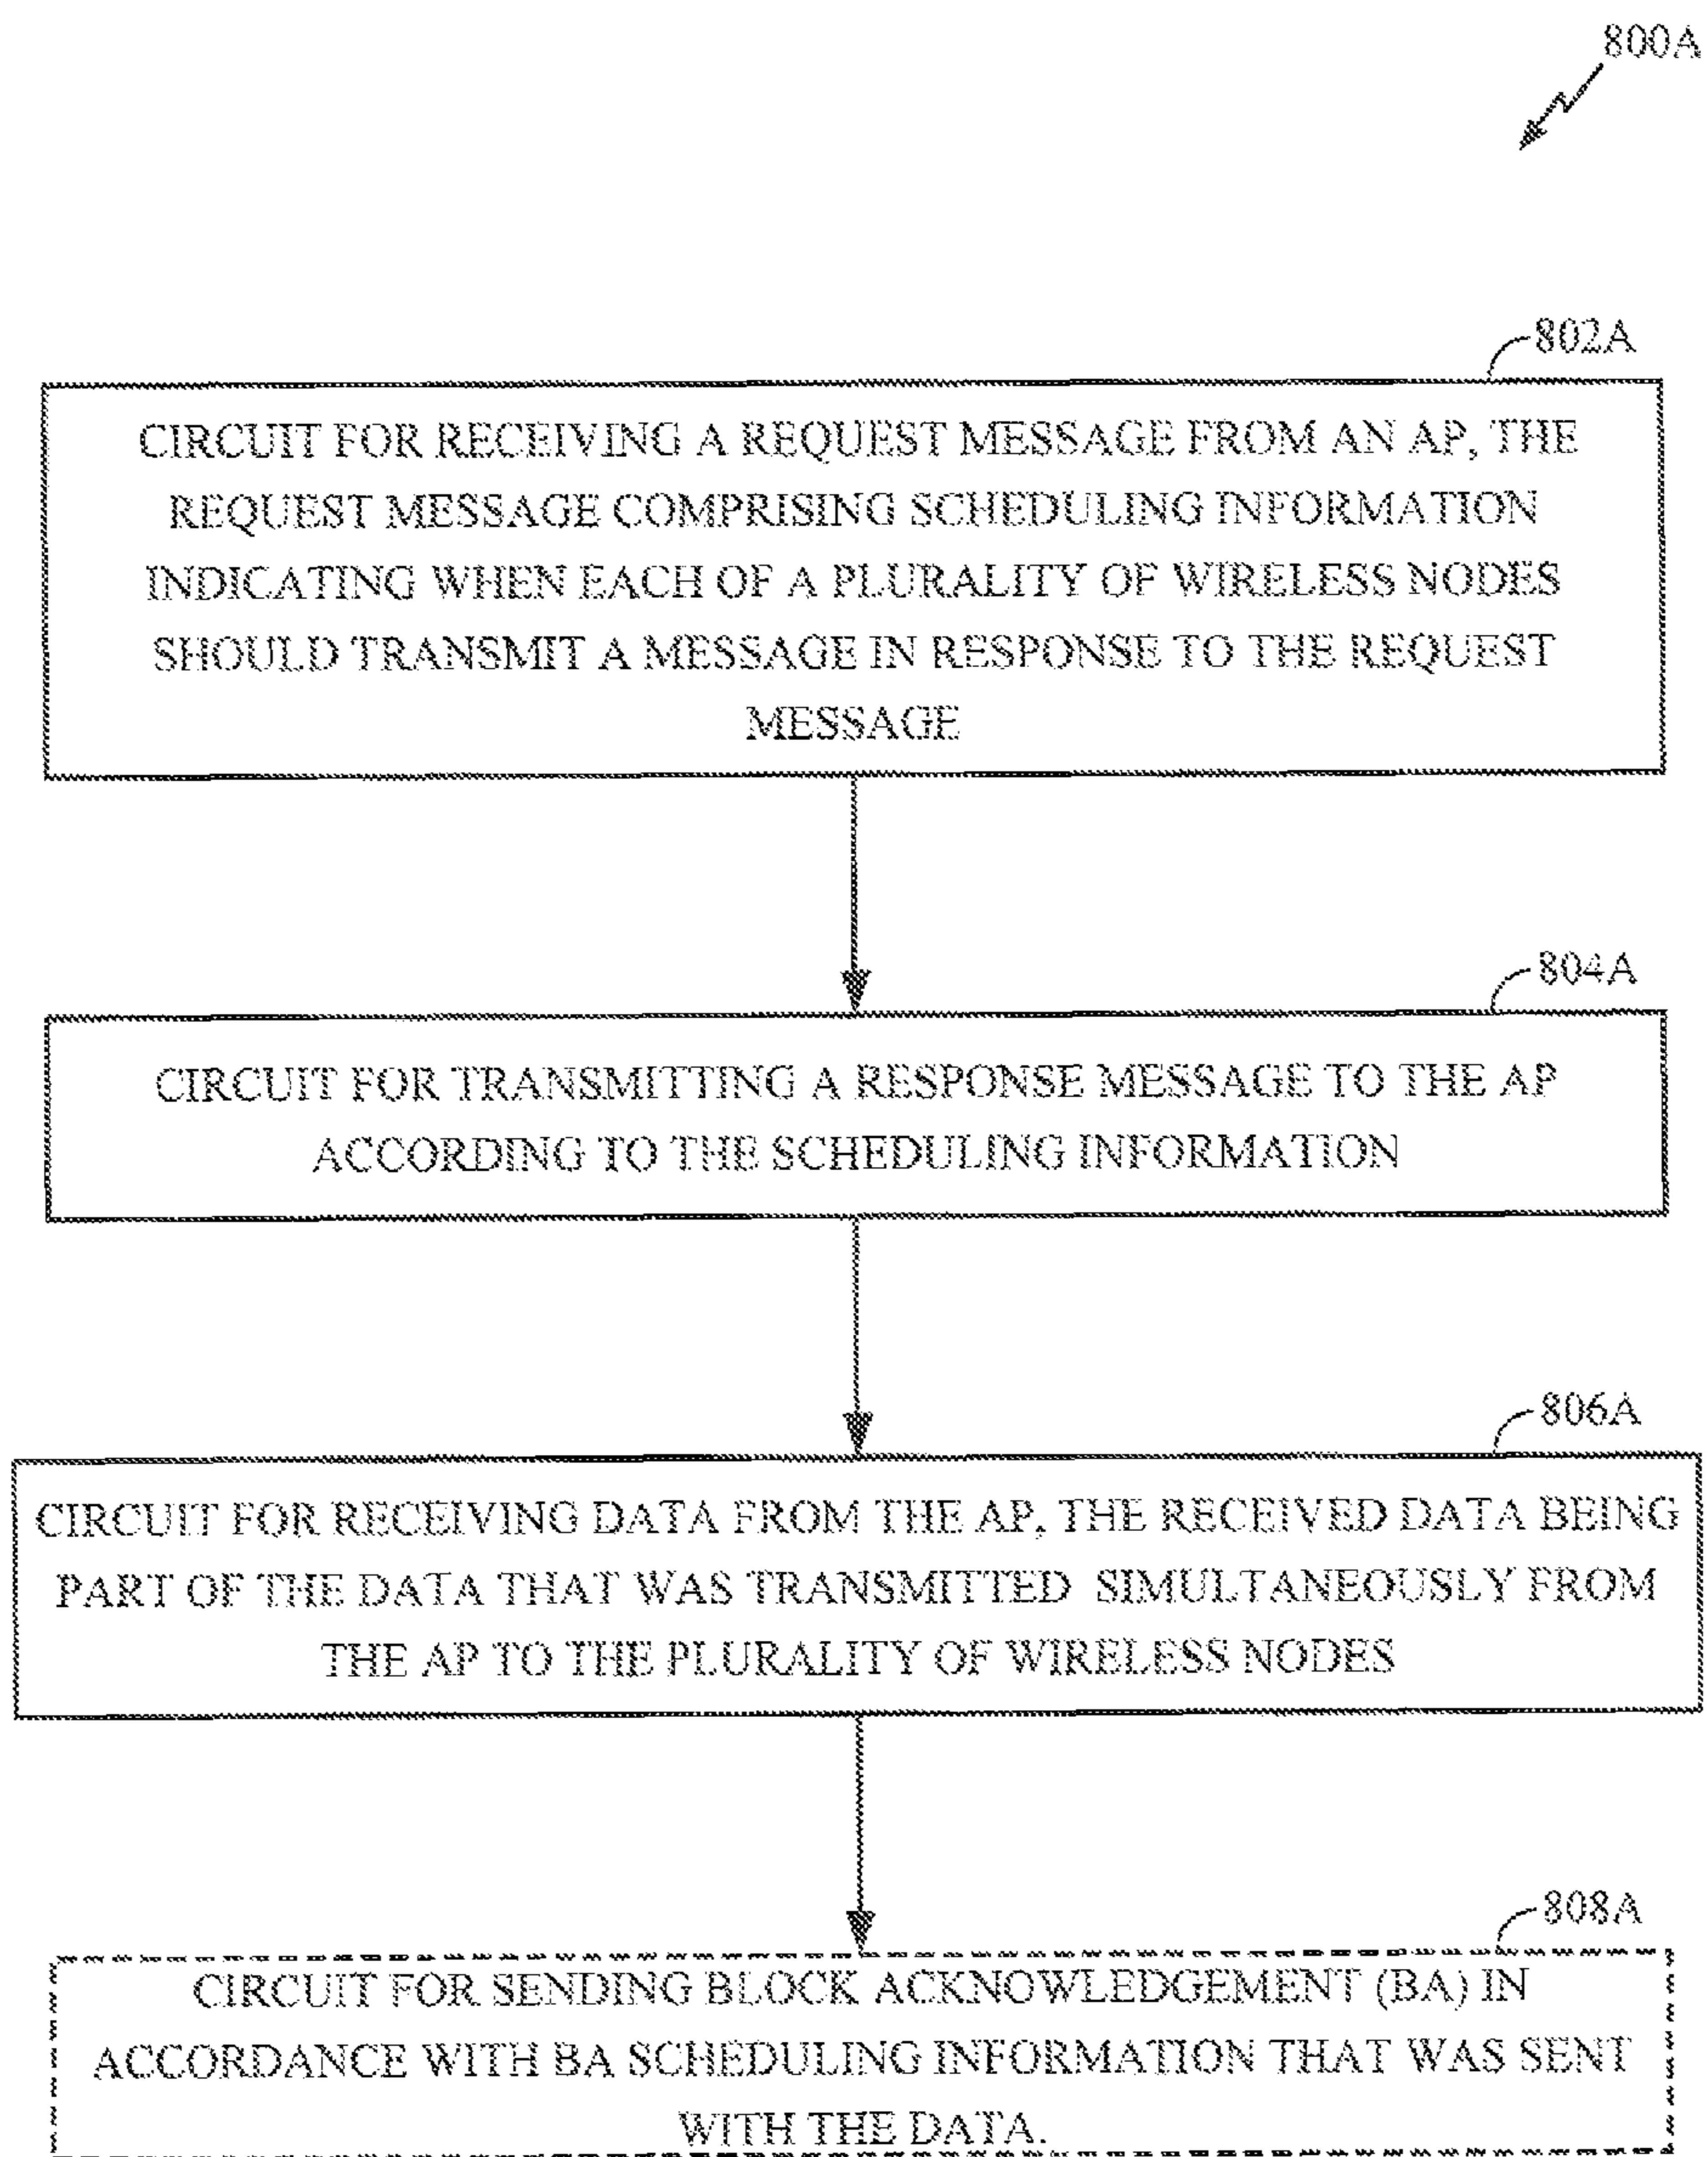 800A
802A
CIRCUIT FOR RECEIVING A REQUEST MESSAGE FROM AN AP, THE
REQUEST MESSAGE COMPRISING SCHEDULING INFORMATION
INDICATING WHEN EACH OF A PLURALITY OF WIRELESS NODES
SHOULD TRANSMIT A MESSAGE IN RESPONSE TO THE REQUEST
MESSAGE
804A
CIRCUIT FOR TRANSMITTING A RESPONSE MESSAGE TO THE AP
ACCORDING TO THE SCHEDULING INFORMATION
806A
CIRCUIT FOR RECEIVING DATA FROM THE AP, THE RECEIVED DATA BEING
PART OF THE DATA THAT WAS TRANSMITTED SIMULTANEOUSLY FROM
THE AP TO THE PLURALITY OF WIRELESS NODES
808A
CIRCUIT FOR SENDING BLOCK ACKNOWLEDGEMENT (BA) IN
ACCORDANCE WITH BA SCHEDULING INFORMATION THAT WAS SENT
WITH THE DATA.